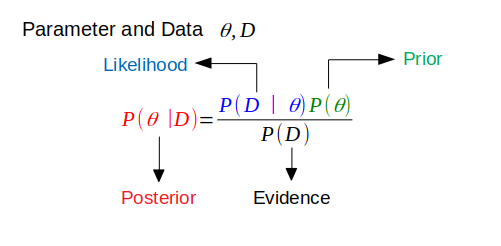 Parameter and Data θ, D
Likelihood
Prior
P(θ |D)=
P(D | θ)P(θ)
P(D)
Posterior
Evidence